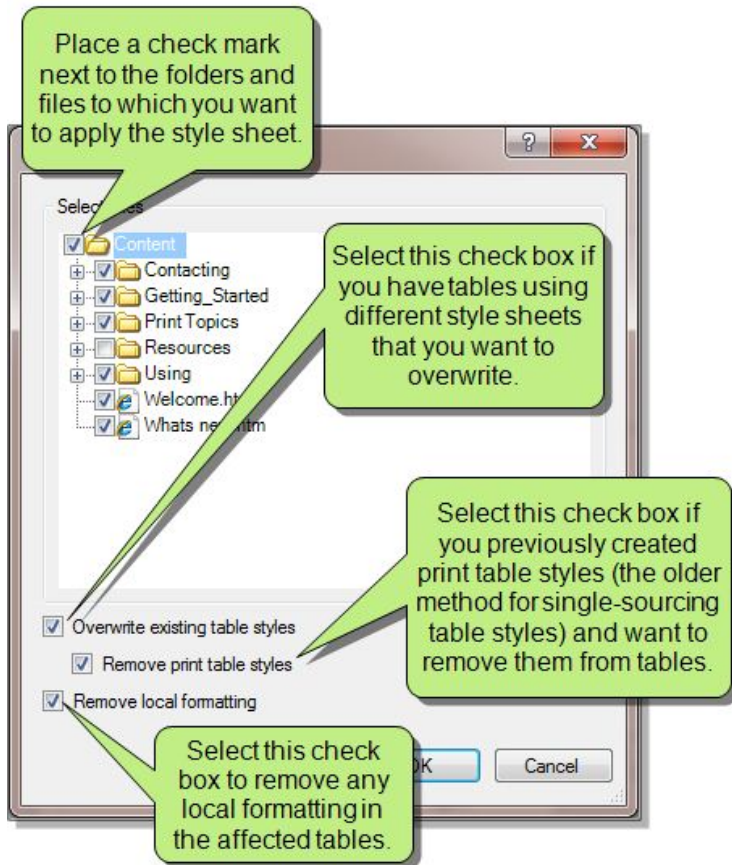 Place a check mark
next to the folders and
files to which you want
to apply the style sheet.
?
Content
Contacting
Getting_Started
Print Topics
Resources
Using
Whats
Select this check box if
you have tables using
different style sheets
that you want to
overwrite.
Select this check box if
you previously created
print table styles (the older
method for single-sourcing
table styles) and want to
remove them from tables.
Overwrite existing table styles
Remove print table styles
Remove local formatting
Select this check
box to remove any
local formatting in
the affected tables.
Cancel